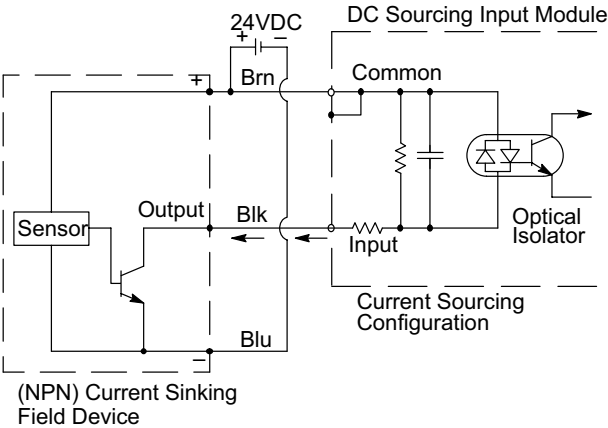 DC Sourcing Input Module
24VDC
+ −
+
Brn
Common
Output
Blk
Sensor
Input
Optical
Isolator
Current Sourcing
Configuration
Blu
−
(NPN) Current Sinking
Field Device